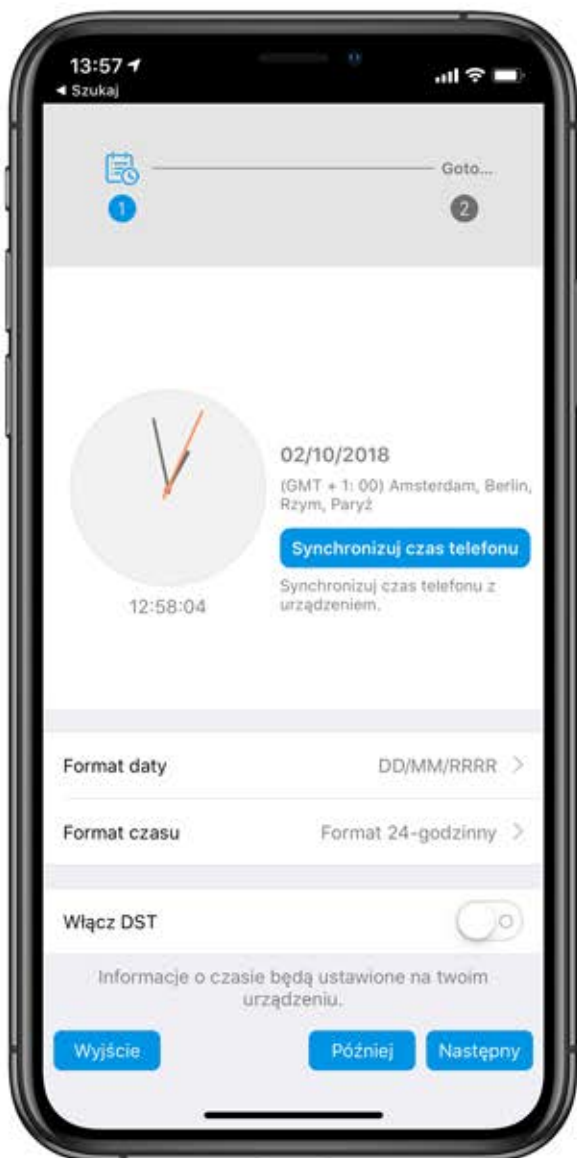 13:57
◀ Szukaj
Goto...
1
2
02/10/2018
(GMT + 1: 00) Amsterdam, Berlin,
Rzym, Paryż
Synchronizuj czas telefonu
Synchronizuj czas telefonu z
urządzeniem.
12:58:04
Format daty DD/MM/RRRR >
Format czasu Format 24-godzinny >
Włącz DST
Informacje o czasie będą ustawione na twoim
urządzeniu.
Wyjście Później Następny